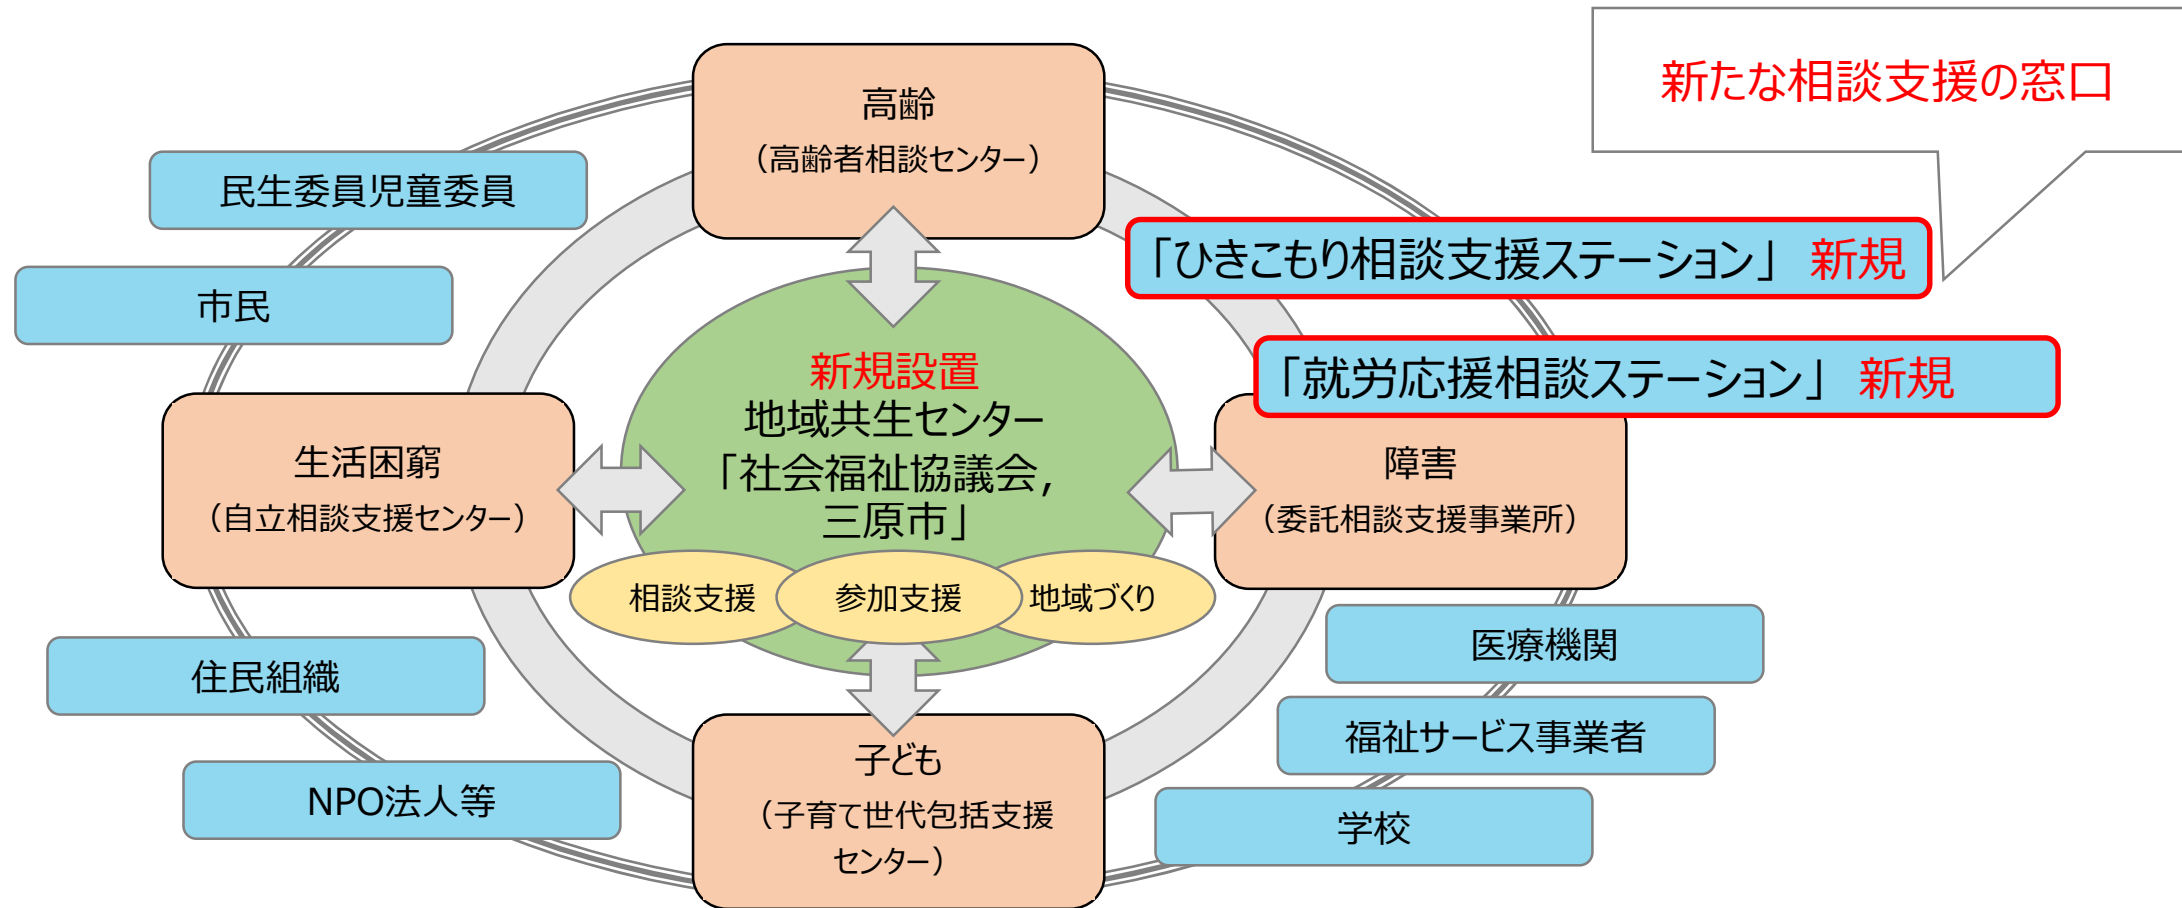 新たな相談支援の窓口
高齢
（高齢者相談センター）
民生委員児童委員
「ひきこもり相談支援ステーション」　新規
市民
「就労応援相談ステーション」　新規
新規設置
地域共生センター
「社会福祉協議会,
三原市」
生活困窮
（自立相談支援センター）
障害
（委託相談支援事業所）
相談支援
参加支援
地域づくり
医療機関
住民組織
福祉サービス事業者
NPO法人等
子ども
（子育て世代包括支援
センター）
学校